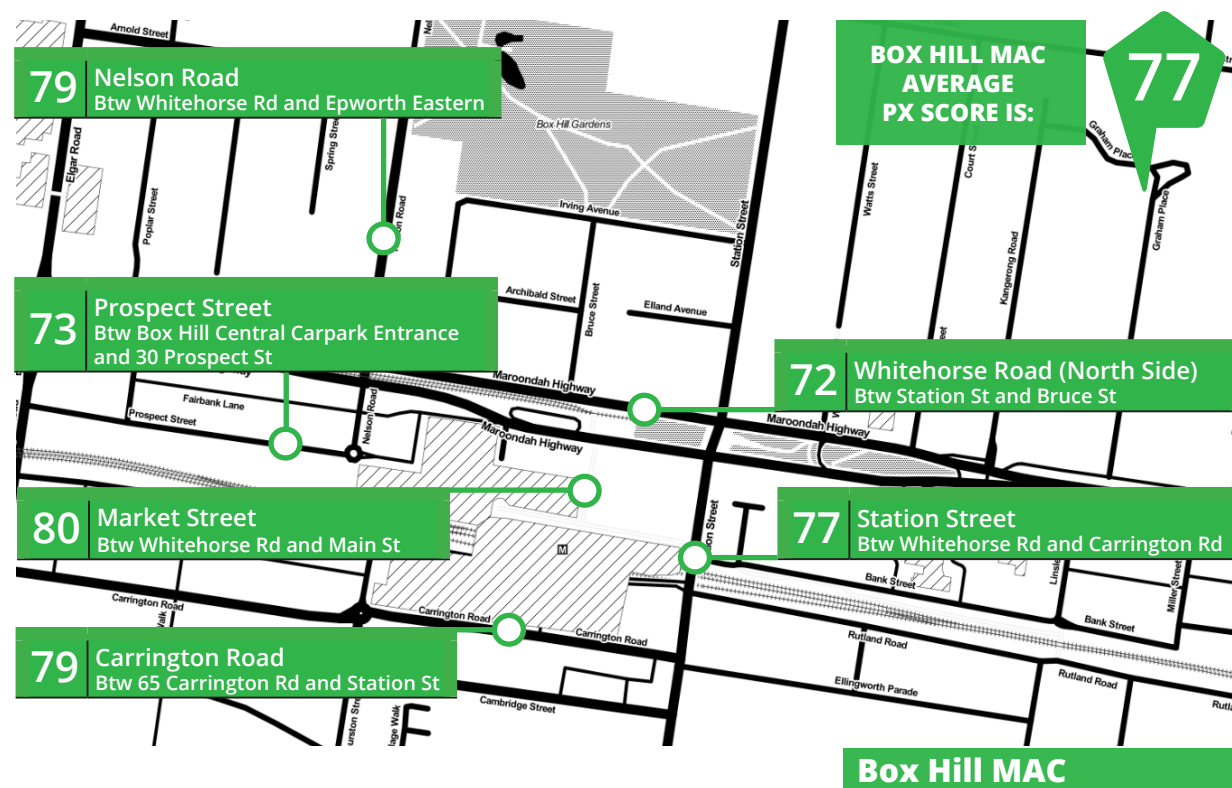 Arnold Street
BOX HILL MAC
AVERAGE
PX SCORE IS:
77
79
Nelson Road
Btw Whitehorse Rd and Epworth Eastern
Elgar Road
Poplar Street
Box Hill Gardens
Irving Avenue
Station Street
Watts Street
Graham Place
Graham Place
Kangerong Road
73
Prospect Street
Btw Box Hill Central Carpark Entrance
and 30 Prospect St
Archibald Street
Bruce Street
Elland Avenue
72
Whitehorse Road (North Side)
Btw Station St and Bruce St
Maroondah Highway
Maroondah Highway
Maroondah Highway
Fairbank Lane
Prospect Street
Nelson Road
80
Market Street
Btw Whitehorse Rd and Main St
M
77
Station Street
Btw Whitehorse Rd and Carrington Rd
Bank Street
Bank Street
Miller Street
Carrington Road
Carrington Road
Carrington Road
Rutland Road
Rutland Road
79
Carrington Road
Btw 65 Carrington Rd and Station St
Ellingworth Parade
Cambridge Street
Box Hill MAC